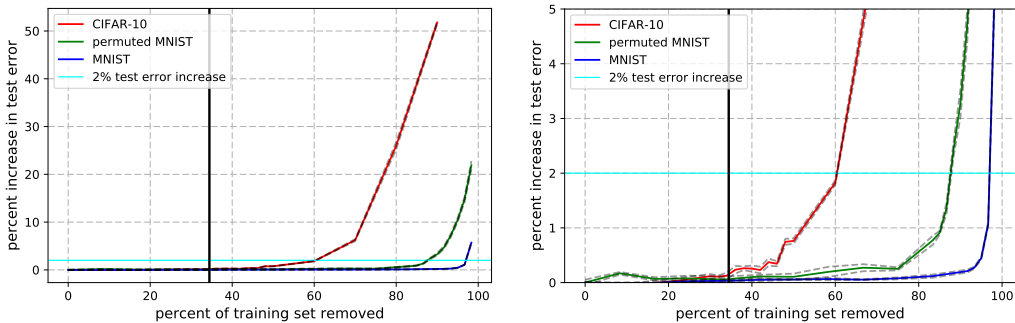 percent increase in test error
50
40
30
20
10
0
CIFAR-10
permuted MNIST
MNIST
2% test error increase
0 20 40 60 80 100
percent of training set removed
percent increase in test error
5
4
3
2
1
0
CIFAR-10
permuted MNIST
MNIST
2% test error increase
0 20 40 60 80 100
percent of training set removed